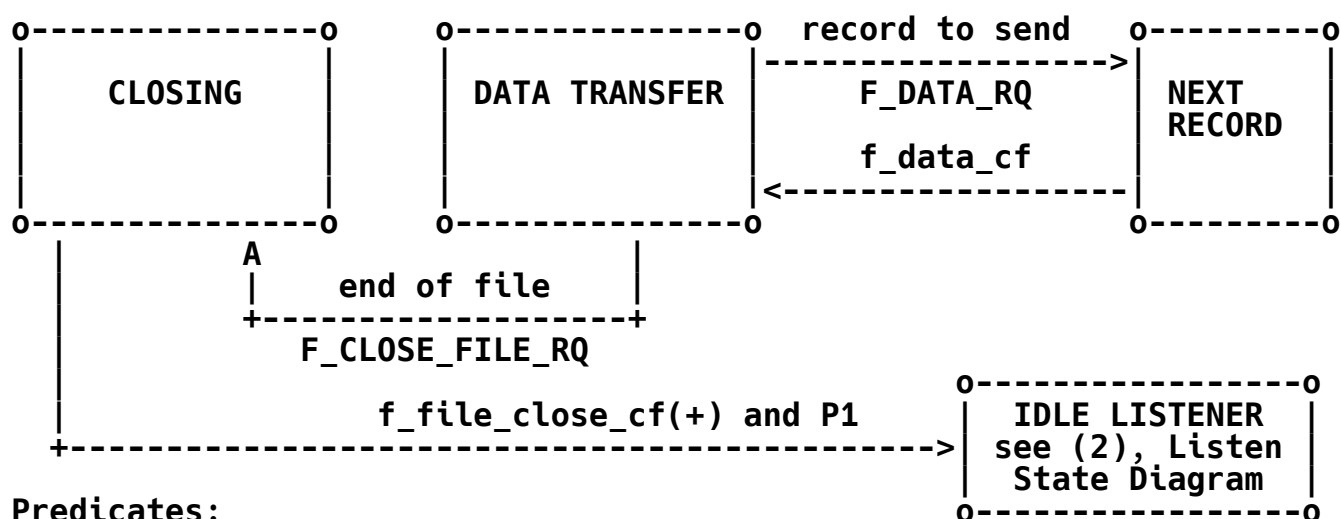 o---------------o     o---------------o  record to send   o---------o
|               |     |               |------------------>|         |
|    CLOSING    |     | DATA TRANSFER |     F_DATA_RQ     | NEXT    |
|               |     |               |                   | RECORD  |
|               |     |               |     f_data_cf     |         |
|               |     |               |<------------------|         |
o---------------o     o---------------o                   o---------o
  |         A                   |
  |         |    end of file    |
  |         +-------------------+
  |           F_CLOSE_FILE_RQ
  |                                              o-----------------o
  |                f_file_close_cf(+) and P1     |  IDLE LISTENER  |
  +--------------------------------------------->| see (2), Listen |
                                                 |  State Diagram  |
Predicates:                                      o-----------------o